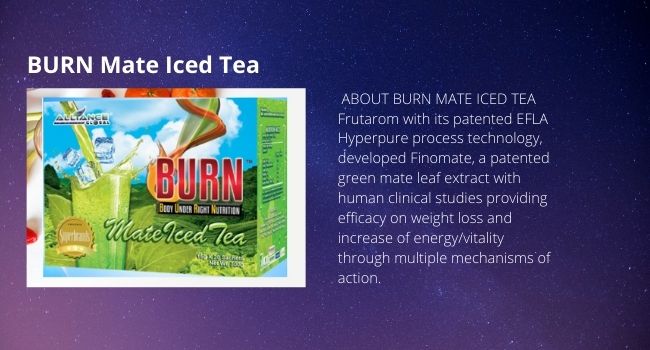 BURN Mate Iced Tea
ABOUT BURN MATE ICED TEA
Frutarom with its patented EFLA
Hyperpure process technology,
developed Finomate, a patented
green mate leaf extract with
human clinical studies providing
efficacy on weight loss and
increase of energy/vitality
through multiple mechanisms of
action.
ALLIANCE
GLOBAL
BURN
BODY UNDER RIGHT NUTRITION
Mate Iced Tea
Superbrands